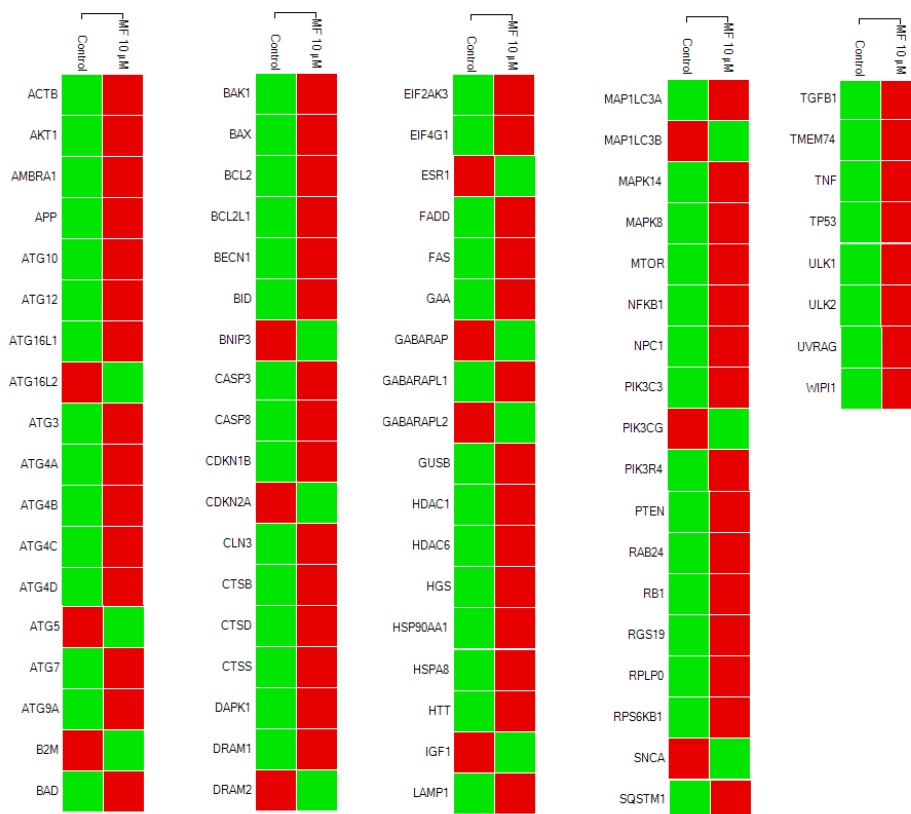 Control
MF 10 µM
ACTB
AKT1
AMBRA1
APP
ATG10
ATG12
ATG16L1
ATG16L2
ATG3
ATG4A
ATG4B
ATG4C
ATG4D
ATG5
ATG7
ATG9A
B2M
BAD
Control
MF 10 µM
BAK1
BAX
BCL2
BCL2L1
BECN1
BID
BNIP3
CASP3
CASP8
CDKN1B
CDKN2A
CLN3
CTSB
CTSD
CTSS
DAPK1
DRAM1
DRAM2
Control
MF 10 µM
EIF2AK3
EIF4G1
ESR1
FADD
FAS
GAA
GABARAP
GABARAPL1
GABARAPL2
GUSB
HDAC1
HDAC6
HGS
HSP90AA1
HSPA8
HTT
IGF1
LAMP1
Control
MF 10 µM
MAP1LC3A
MAP1LC3B
MAPK14
MAPK8
MTOR
NFKB1
NPC1
PIK3C3
PIK3CG
PIK3R4
PTEN
RAB24
RB1
RGS19
RPLP0
RPS6KB1
SNCA
SQSTM1
Control
MF 10 µM
TGFB1
TMEM74
TNF
TP53
ULK1
ULK2
UVRAG
WIPI1